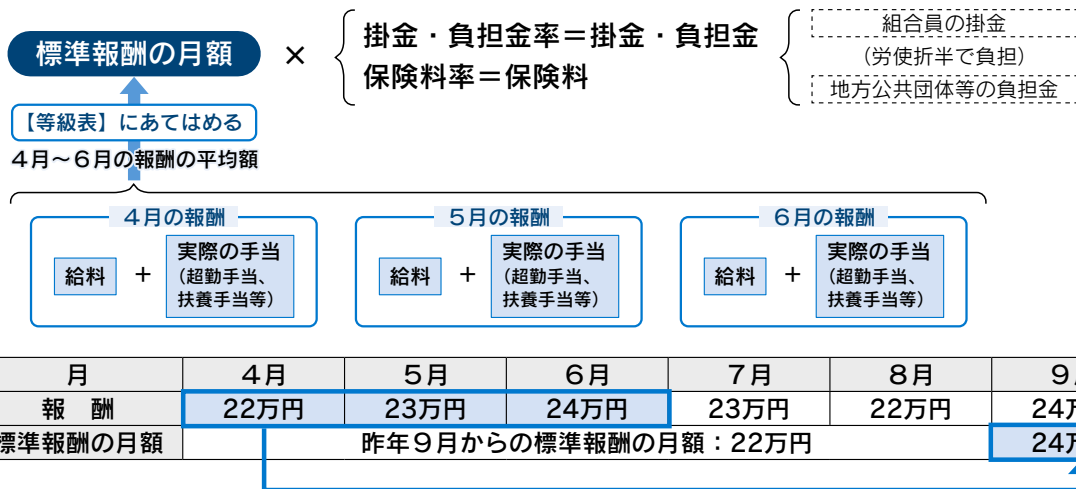 標準報酬の月額 × 掛金・負担金率＝掛金・負担金
保険料率＝保険料
組合員の掛金
(労使折半で負担)
地方公共団体等の負担金
【等級表】にあてはめる
4月～6月の報酬の平均額
4月の報酬
給料 + 実際の手当
(超勤手当、
扶養手当等)
5月の報酬
給料 + 実際の手当
(超勤手当、
扶養手当等)
6月の報酬
給料 + 実際の手当
(超勤手当、
扶養手当等)
月 4月 5月 6月 7月 8月 9
報　酬 22万円 23万円 24万円 23万円 22万円 24万
標準報酬の月額 昨年9月からの標準報酬の月額：22万円 24万